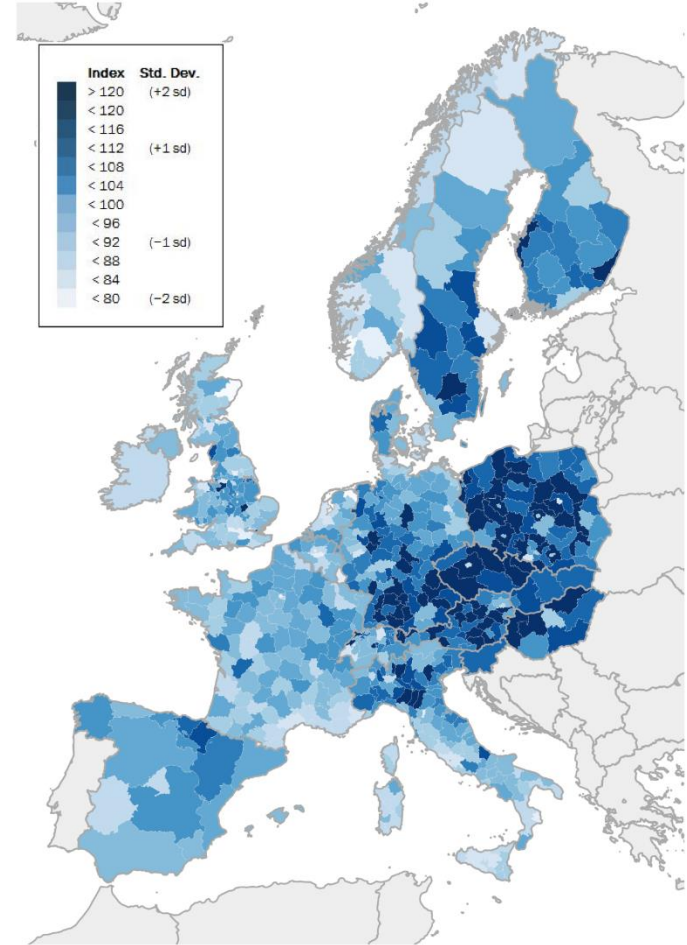 Index Std. Dev.
> 120 (+2 sd)
< 120
< 116
< 112 (+1 sd)
< 108
< 104
< 100
< 96
< 92 (−1 sd)
< 88
< 84
< 80 (−2 sd)